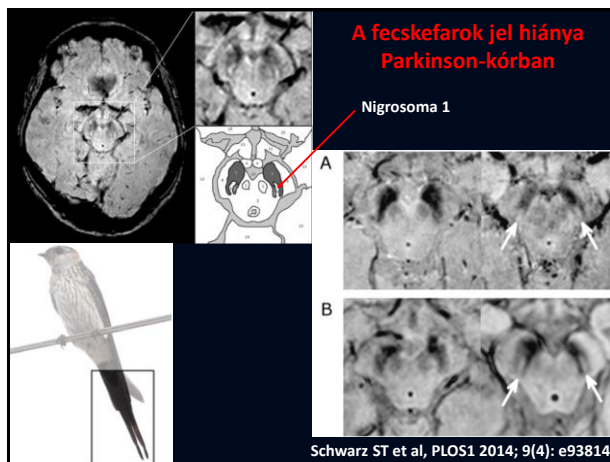 A fecskefarok jel hiánya
Parkinson-kórban
Nigrosoma 1
A
B
Schwarz ST et al, PLOS1 2014; 9(4): e93814